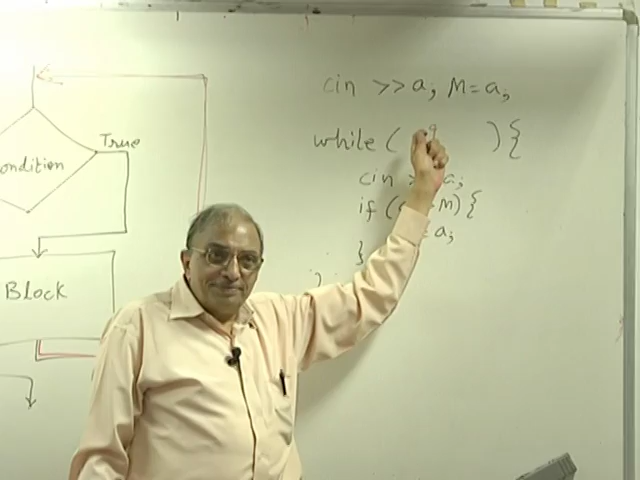 True
ondition
Block
cin >> a; M = a;
while ( ) {
cin > a;
if ( M) {
= a;
}